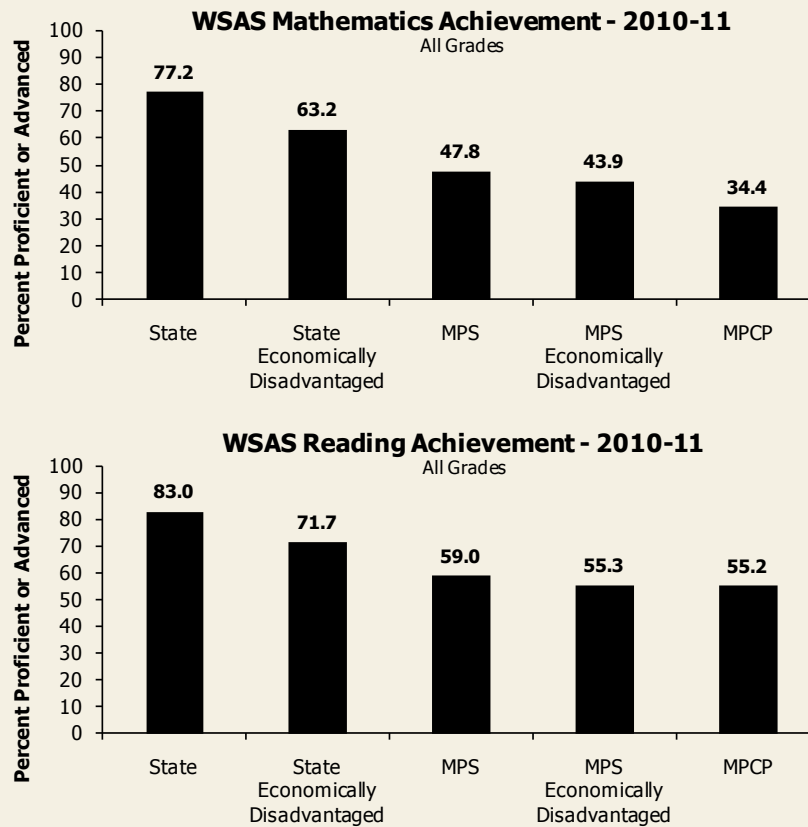 WSAS Mathematics Achievement - 2010-11
All Grades
Percent Proficient or Advanced
100
90
80
70
60
50
40
30
20
10
0
77.2
63.2
47.8
43.9
34.4
State
State Economically Disadvantaged
MPS
MPS Economically Disadvantaged
MPCP
WSAS Reading Achievement - 2010-11
All Grades
Percent Proficient or Advanced
100
90
80
70
60
50
40
30
20
10
0
83.0
71.7
59.0
55.3
55.2
State
State Economically Disadvantaged
MPS
MPS Economically Disadvantaged
MPCP